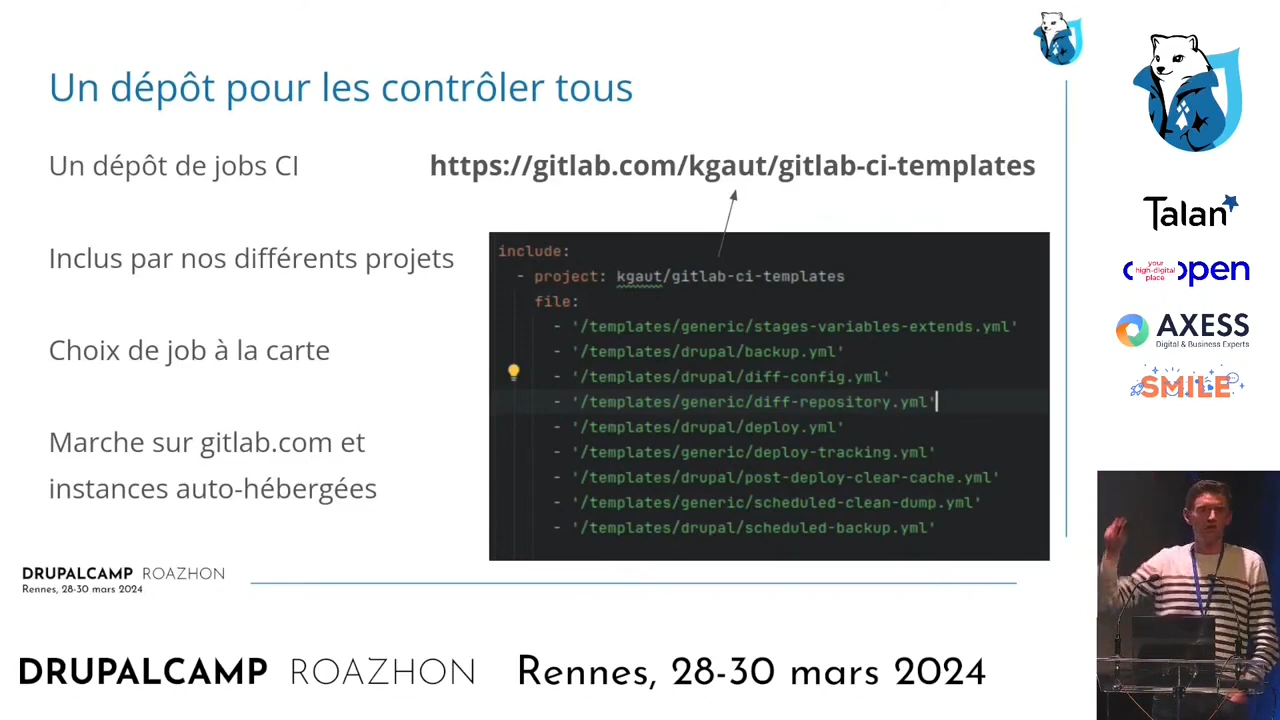 Un dépôt pour les contrôler tous
Un dépôt de jobs CI
https://gitlab.com/kgaut/gitlab-ci-templates
Inclus par nos différents projets
Choix de job à la carte
Marche sur gitlab.com et
instances auto-hébergées
include:
- project: kgaut/gitlab-ci-templates
file:
- '/templates/generic/stages-variables-extends.yml'
- '/templates/drupal/backup.yml'
- '/templates/drupal/diff-config.yml'
- '/templates/generic/diff-repository.yml'
- '/templates/drupal/deploy.yml'
- '/templates/generic/deploy-tracking.yml'
- '/templates/drupal/post-deploy-clear-cache.yml'
- '/templates/generic/scheduled-clean-dump.yml'
- '/templates/drupal/scheduled-backup.yml'
DRUPALCAMP ROAZHON
Rennes, 28-30 mars 2024
Talan
your
high-digital
place
open
AXESS
Digital & Business Experts
SMILE
DRUPALCAMP ROAZHON
Rennes, 28-30 mars 2024